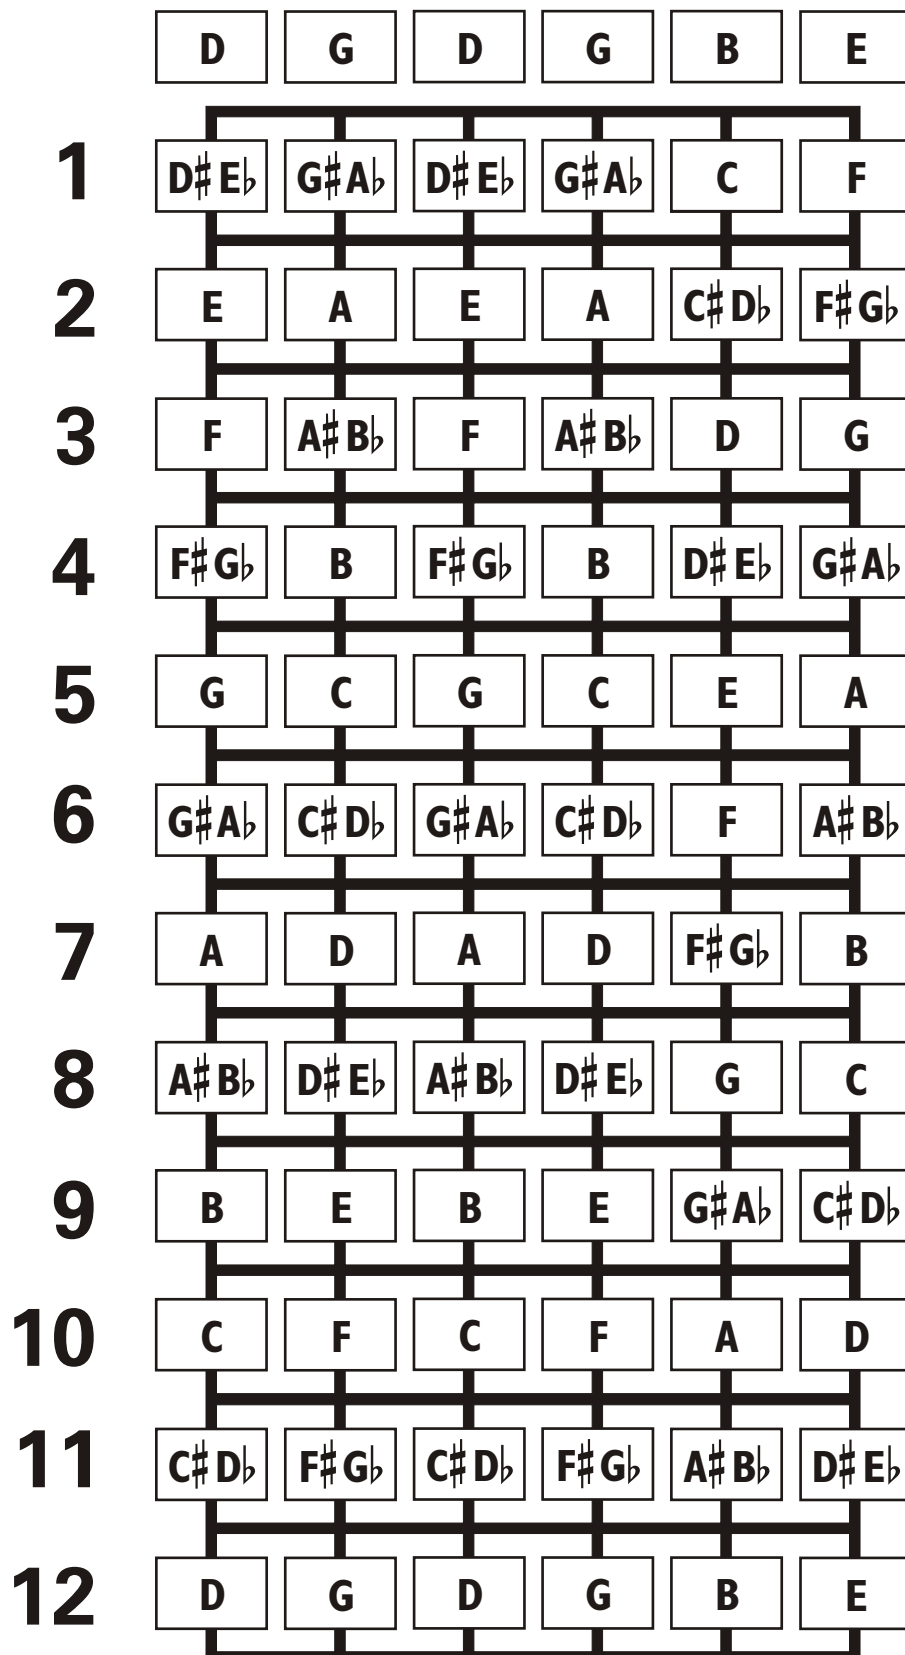 D G D G B E
1 D♯E♭ G♯A♭ D♯E♭ G♯A♭ C F
2 E A E A C♯D♭ F♯G♭
3 F A♯B♭ F A♯B♭ D G
4 F♯G♭ B F♯G♭ B D♯E♭ G♯A♭
5 G C G C E A
6 G♯A♭ C♯D♭ G♯A♭ C♯D♭ F A♯B♭
7 A D A D F♯G♭ B
8 A♯B♭ D♯E♭ A♯B♭ D♯E♭ G C
9 B E B E G♯A♭ C♯D♭
10 C F C F A D
11 C♯D♭ F♯G♭ C♯D♭ F♯G♭ A♯B♭ D♯E♭
12 D G D G B E